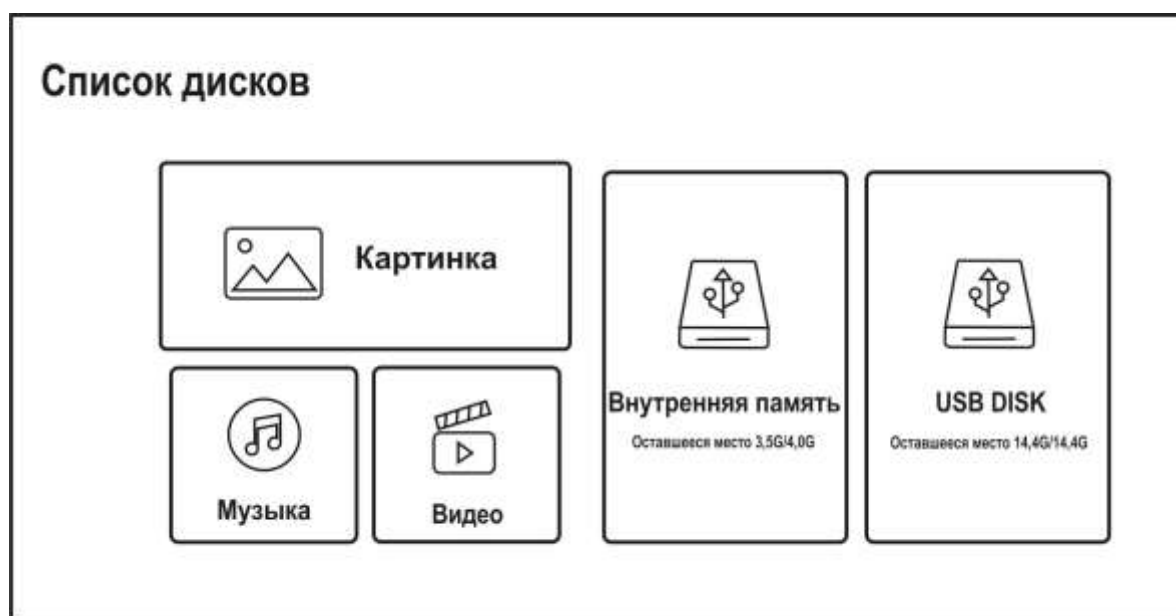 Список дисков
Картинка
Музыка
Видео
Внутренняя память
Оставшееся место 3,5G/4,0G
USB DISK
Оставшееся место 14,4G/14,4G